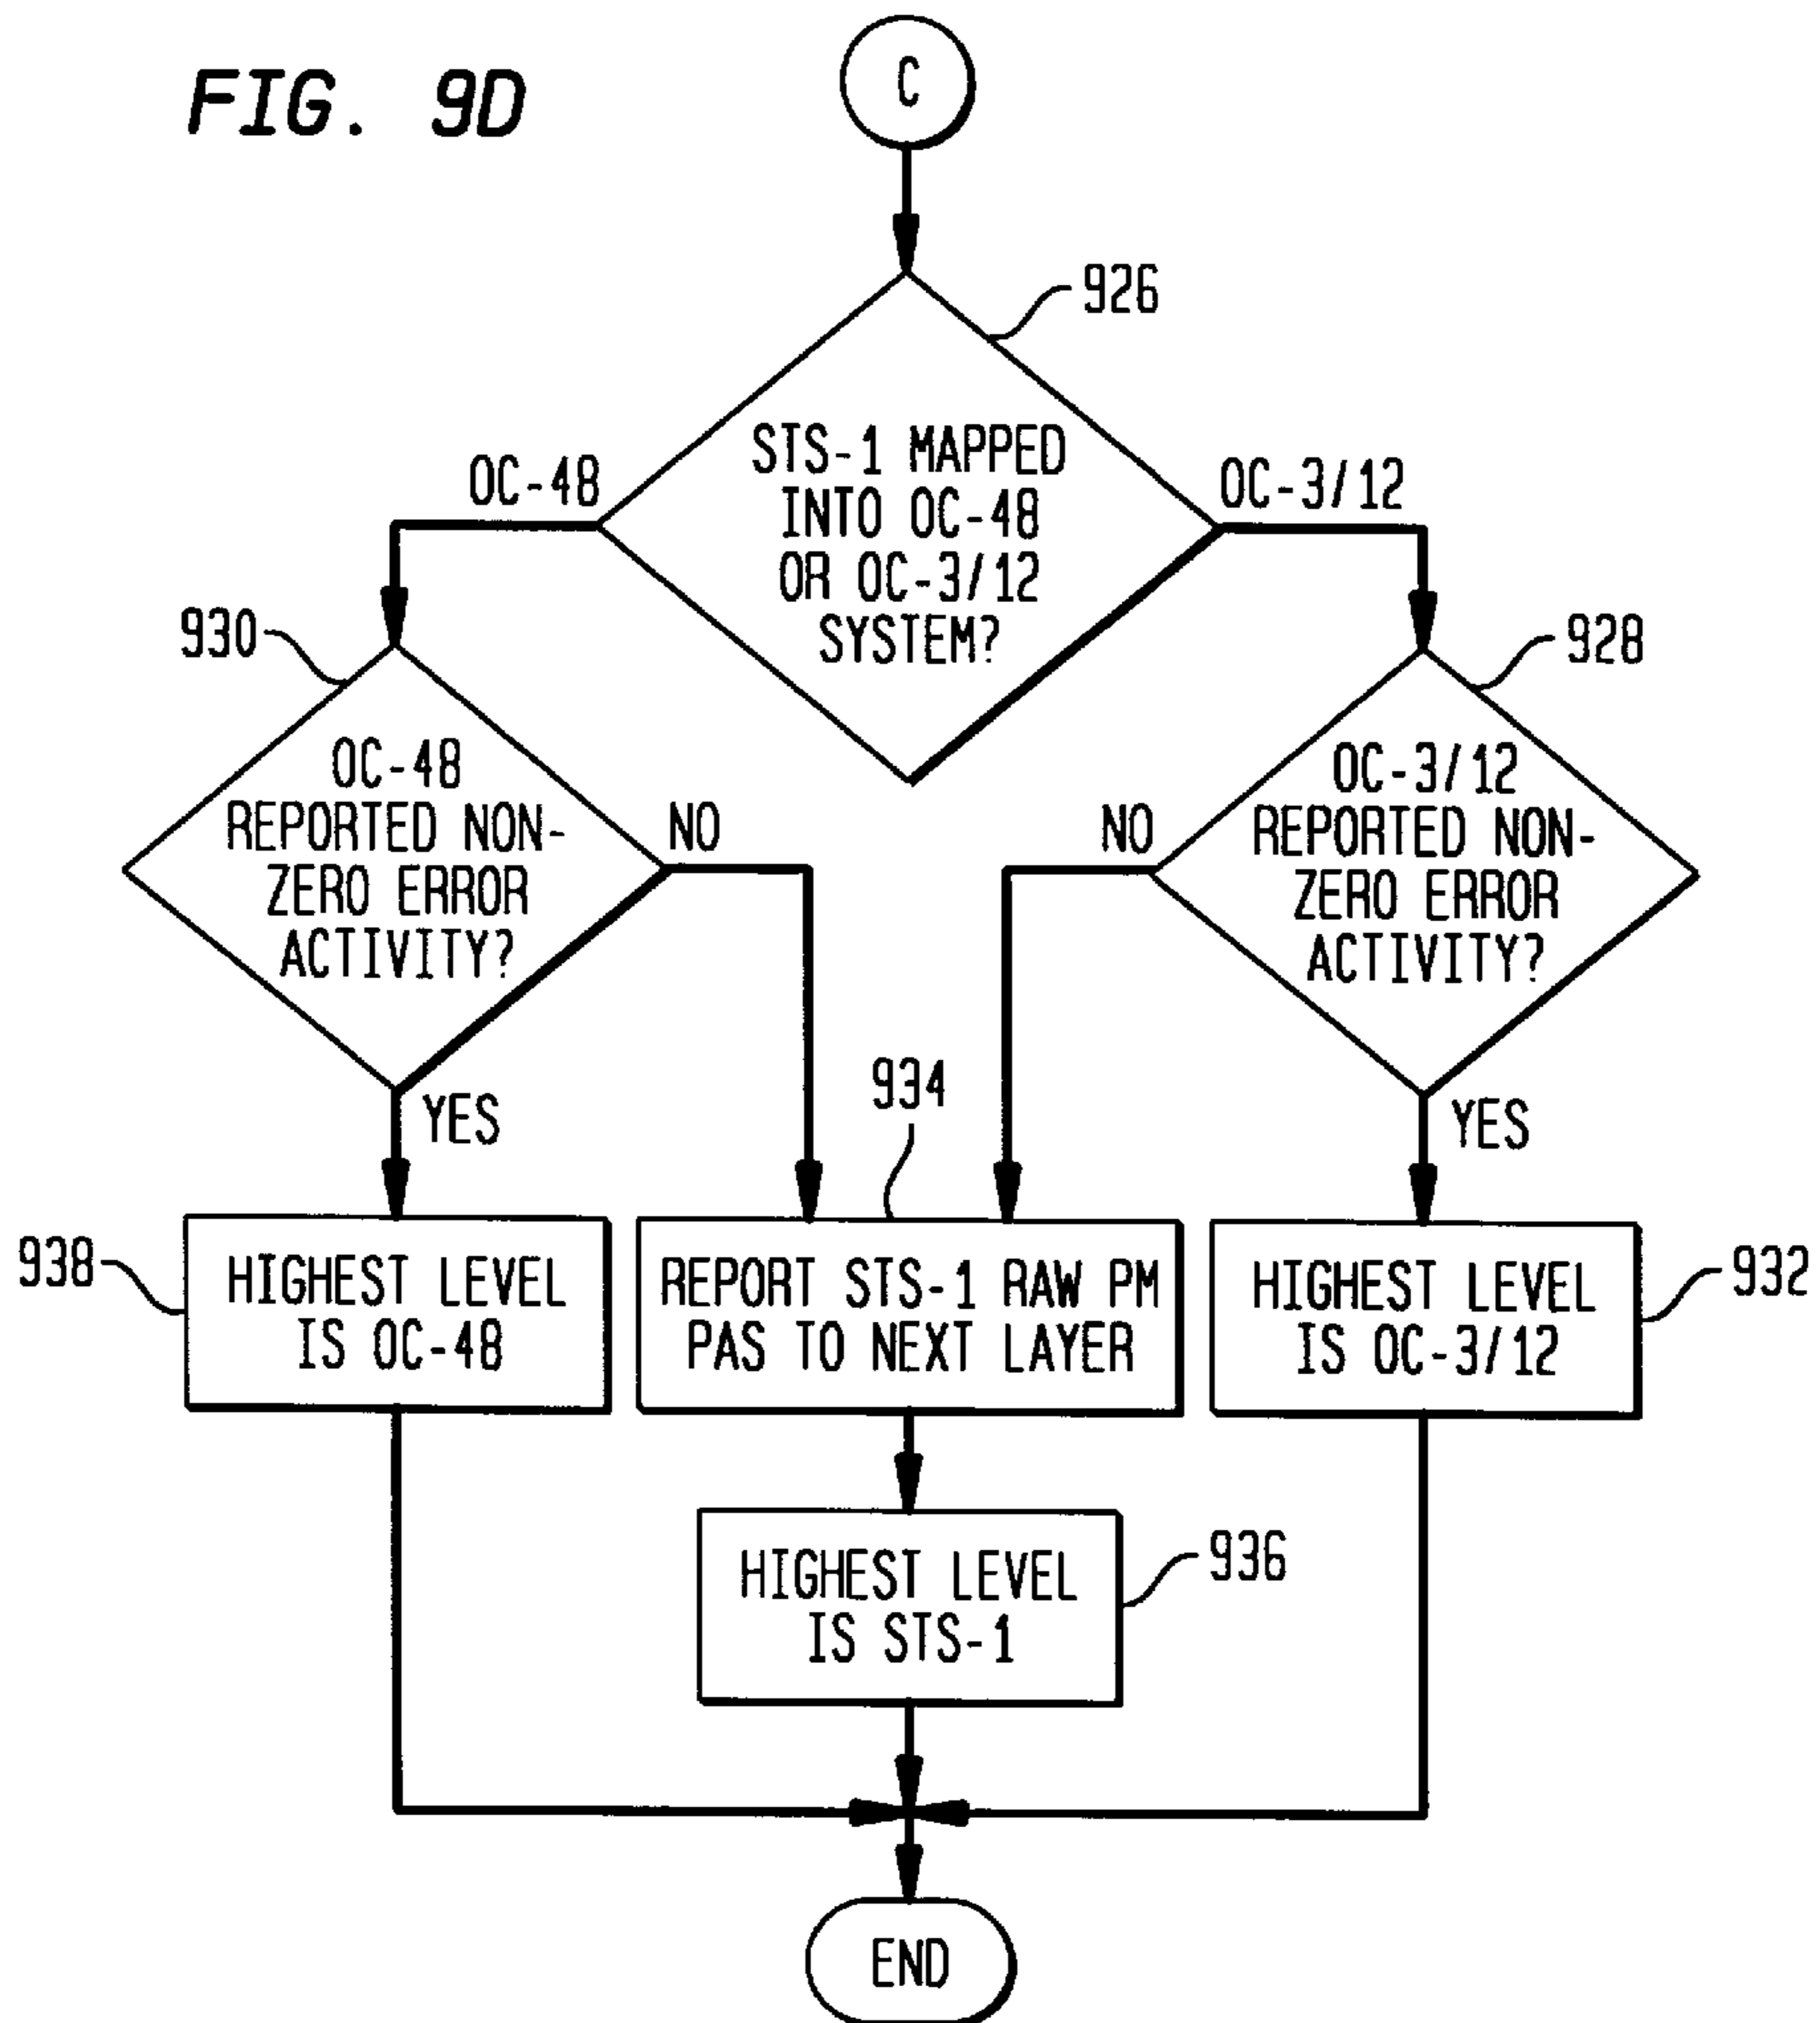 FIG. 9D
C
926
STS-1 MAPPED
INTO OC-48
OR OC-3/12
SYSTEM?
OC-48
OC-3/12
930
928
OC-48
REPORTED NON-
ZERO ERROR
ACTIVITY?
NO
YES
OC-3/12
REPORTED NON-
ZERO ERROR
ACTIVITY?
NO
YES
934
938
HIGHEST LEVEL
IS OC-48
REPORT STS-1 RAW PM
PAS TO NEXT LAYER
HIGHEST LEVEL
IS OC-3/12
932
HIGHEST LEVEL
IS STS-1
936
END